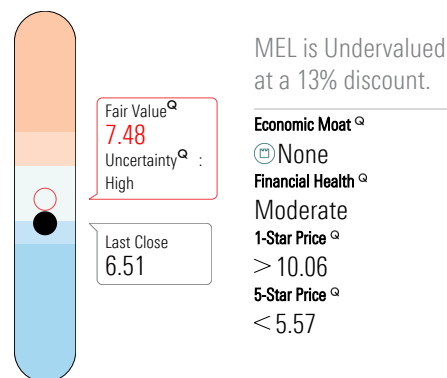 Fair Value Q
7.48
Uncertainty Q :
High
Last Close
6.51
MEL is Undervalued
at a 13% discount.
Economic Moat Q
None
Financial Health Q
Moderate
1-Star Price Q
> 10.06
5-Star Price Q
< 5.57